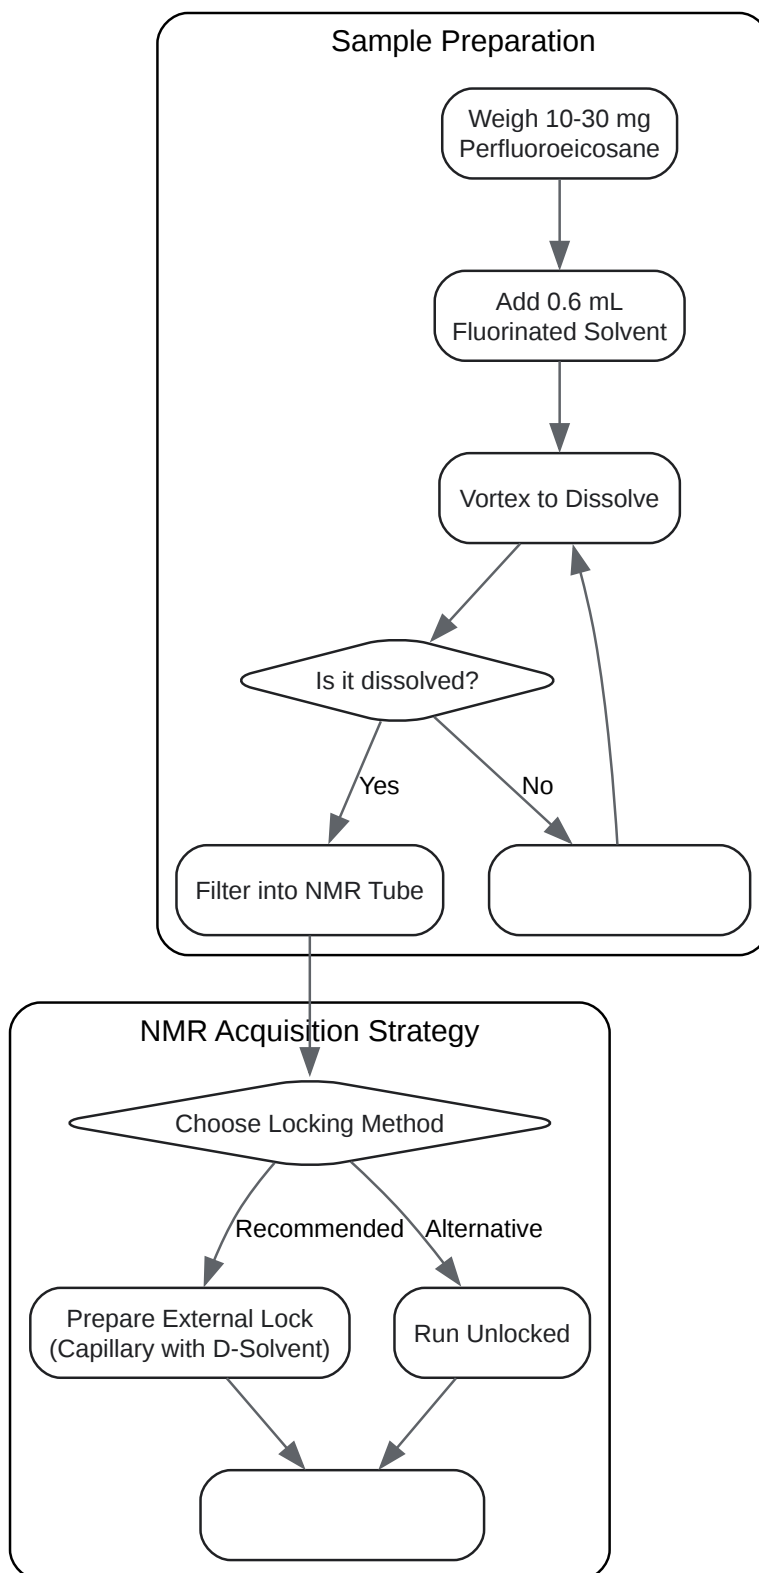 Sample Preparation
Weigh 10-30 mg
Perfluoroeicosane
Add 0.6 mL
Fluorinated Solvent
Vortex to Dissolve
Is it dissolved?
Yes
No
Filter into NMR Tube
NMR Acquisition Strategy
Choose Locking Method
Recommended
Alternative
Prepare External Lock
(Capillary with D-Solvent)
Run Unlocked